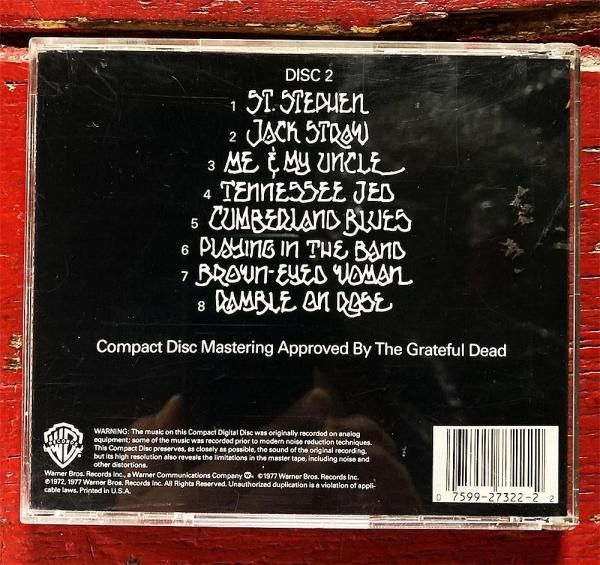 DISC 2
1 ST. STEPHEN
2 JACK STRAW
3 ME & MY UNCLE
4 TENNESSEE JED
5 CUMBERLAND BLUES
6 PLAYING IN THE BAND
7 BROWN-EYED WOMAN
8 RAMBLE ON ROSE
Compact Disc Mastering Approved By The Grateful Dead
WB RECORDS
WARNING: The music on this Compact Digital Disc was originally recorded on analog
equipment; some of the music was recorded prior to modern noise reduction techniques.
This Compact Disc preserves, as closely as possible, the sound of the original recording,
but its high resolution also reveals the limitations in the master tape, including noise and
other distortions.
Warner Bros. Records Inc., a Warner Communications Company ©1977 Warner Bros. Records Inc.
℗1972, 1977 Warner Bros. Records Inc. All Rights Reserved. Unauthorized duplication is a violation of appli-
cable laws. Printed in U.S.A.
0 7599-27322-2 2